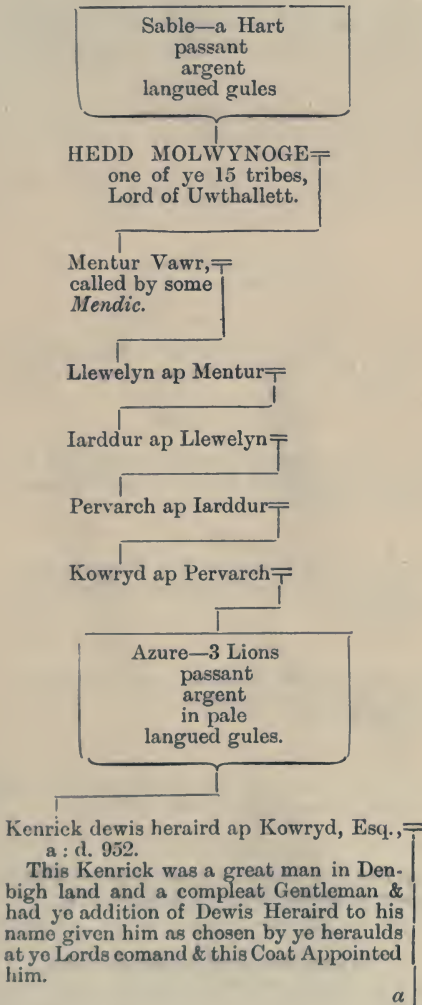 Sable—a Hart
passant
argent
langued gules
HEDD MOLWYNOGE
one of ye 15 tribes,
Lord of Uwthallett.
Mentur Vawr,
called by some
Mendic.
Llewelyn ap Mentur
Iarddur ap Llewelyn
Pervarch ap Iarddur
Kowryd ap Pervarch
Azure—3 Lions
passant
argent
in pale
langued gules.
Kenrick dewis heraird ap Kowryd, Esq.,
a : d. 952.
This Kenrick was a great man in Den-
bigh land and a compleat Gentleman &
had ye addition of Dewis Heraird to his
name given him as chosen by ye heraulds
at ye Lords comand & this Coat Appointed
him.
a